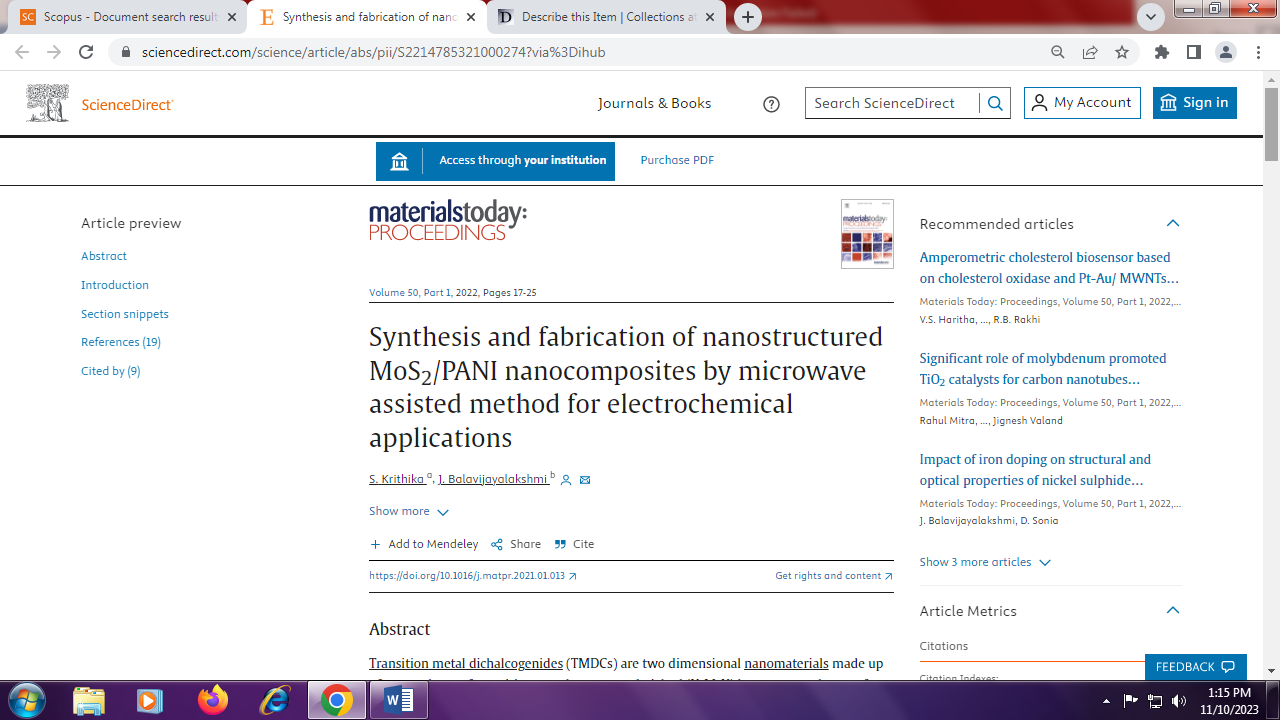 Scopus - Document search result
Synthesis and fabrication of nano
Describe this Item | Collections a
sciencedirect.com/science/article/abs/pii/S2214785321000274?via%3Dihub
ScienceDirect
Journals & Books
Search ScienceDirect
My Account
Sign in
Access through your institution
Purchase PDF
Article preview
Abstract
Introduction
Section snippets
References (19)
Cited by (9)
materialstoday:
PROCEEDINGS
materialstoday:
PROCEEDINGS
Volume 50, Part 1, 2022, Pages 17-25
Synthesis and fabrication of nanostructured
MoS₂/PANI nanocomposites by microwave
assisted method for electrochemical
applications
S. Krithika a, J. Balavijayalakshmi b
Show more
Add to Mendeley
Share
Cite
https://doi.org/10.1016/j.matpr.2021.01.013
Get rights and content
Abstract
Transition metal dichalcogenides (TMDCs) are two dimensional nanomaterials made up
Recommended articles
Amperometric cholesterol biosensor based
on cholesterol oxidase and Pt-Au/ MWNTs…
Materials Today: Proceedings, Volume 50, Part 1, 2022,…
V.S. Haritha, …, R.B. Rakhi
Significant role of molybdenum promoted
TiO₂ catalysts for carbon nanotubes…
Materials Today: Proceedings, Volume 50, Part 1, 2022,…
Rahul Mitra, …, Jignesh Valand
Impact of iron doping on structural and
optical properties of nickel sulphide…
Materials Today: Proceedings, Volume 50, Part 1, 2022,…
J. Balavijayalakshmi, D. Sonia
Show 3 more articles
Article Metrics
Citations
Citation Indexes:
FEEDBACK
1:15 PM
11/10/2023